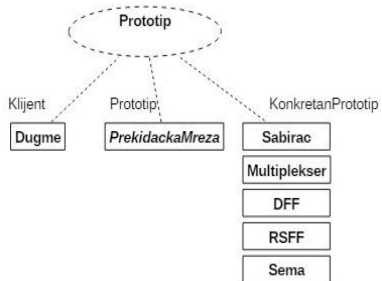 Prototip
Klijent
Prototip
KonkretanPrototip
Dugme
PrekidackaMreza
Sabirac
Multiplekser
DFF
RSFF
Sema